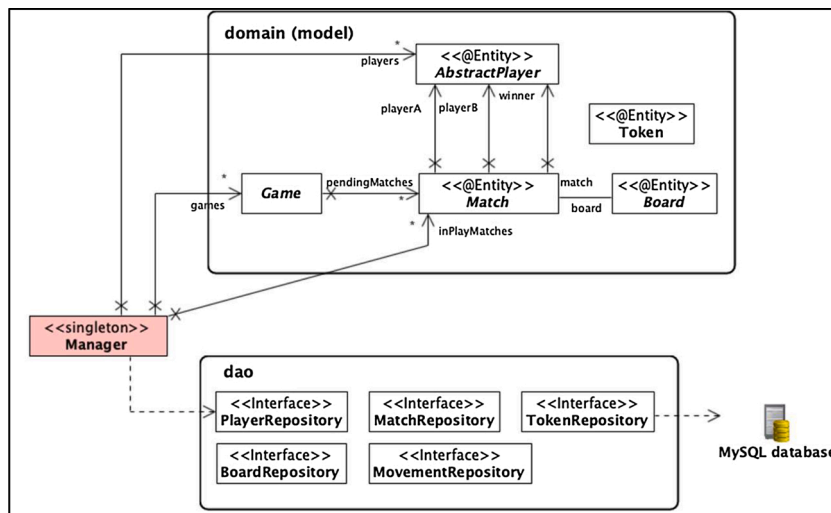 domain (model)
*
players
<<@Entity>>
AbstractPlayer
playerA
playerB
winner
<<@Entity>>
Token
*
games
Game
pendingMatches
*
<<@Entity>>
Match
match
board
<<@Entity>>
Board
*
inPlayMatches
<<singleton>>
Manager
dao
<<Interface>>
PlayerRepository
<<Interface>>
MatchRepository
<<Interface>>
TokenRepository
<<Interface>>
BoardRepository
<<Interface>>
MovementRepository
MySQL database